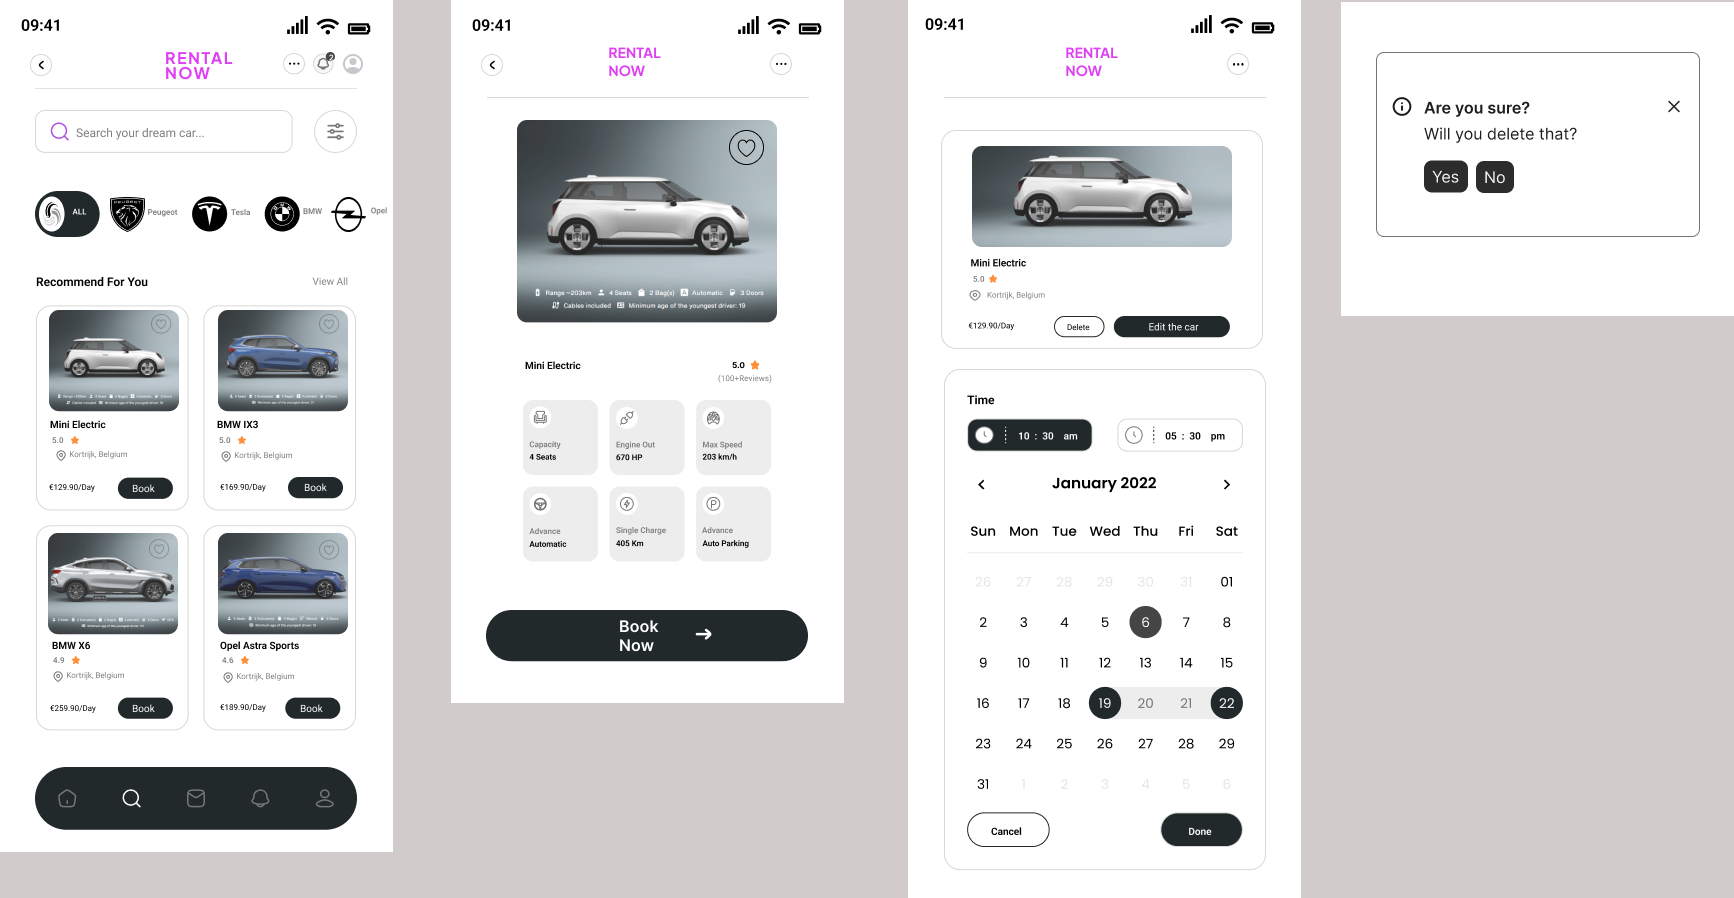 09:41
RENTAL
NOW
2
Search your dream car...
ALL
PEUGEOT
Peugeot
Tesla
BMW
Opel
Recommend For You
View All
Mini Electric
5.0
Kortrijk, Belgium
€129.90/Day
Book
BMW IX3
5.0
Kortrijk, Belgium
€169.90/Day
Book
BMW X6
4.9
Kortrijk, Belgium
€259.90/Day
Book
Opel Astra Sports
4.6
Kortrijk, Belgium
€189.90/Day
Book
09:41
RENTAL
NOW
Range ~203km 4 Seats 2 Bag(s) A Automatic 3 Doors
Cables included Minimum age of the youngest driver: 19
Mini Electric
5.0
(100+Reviews)
Capacity
4 Seats
Engine Out
670 HP
Max Speed
203 km/h
Advance
Automatic
Single Charge
405 Km
P
Advance
Auto Parking
Book
Now
09:41
RENTAL
NOW
Mini Electric
5.0
Kortrijk, Belgium
€129.90/Day
Delete
Edit the car
Time
10 : 30 am
05 : 30 pm
January 2022
Sun Mon Tue Wed Thu Fri Sat
26 27 28 29 30 31 01
2 3 4 5 6 7 8
9 10 11 12 13 14 15
16 17 18 19 20 21 22
23 24 25 26 27 28 29
31 1 2 3 4 5 6
Cancel
Done
Are you sure?
Will you delete that?
Yes
No